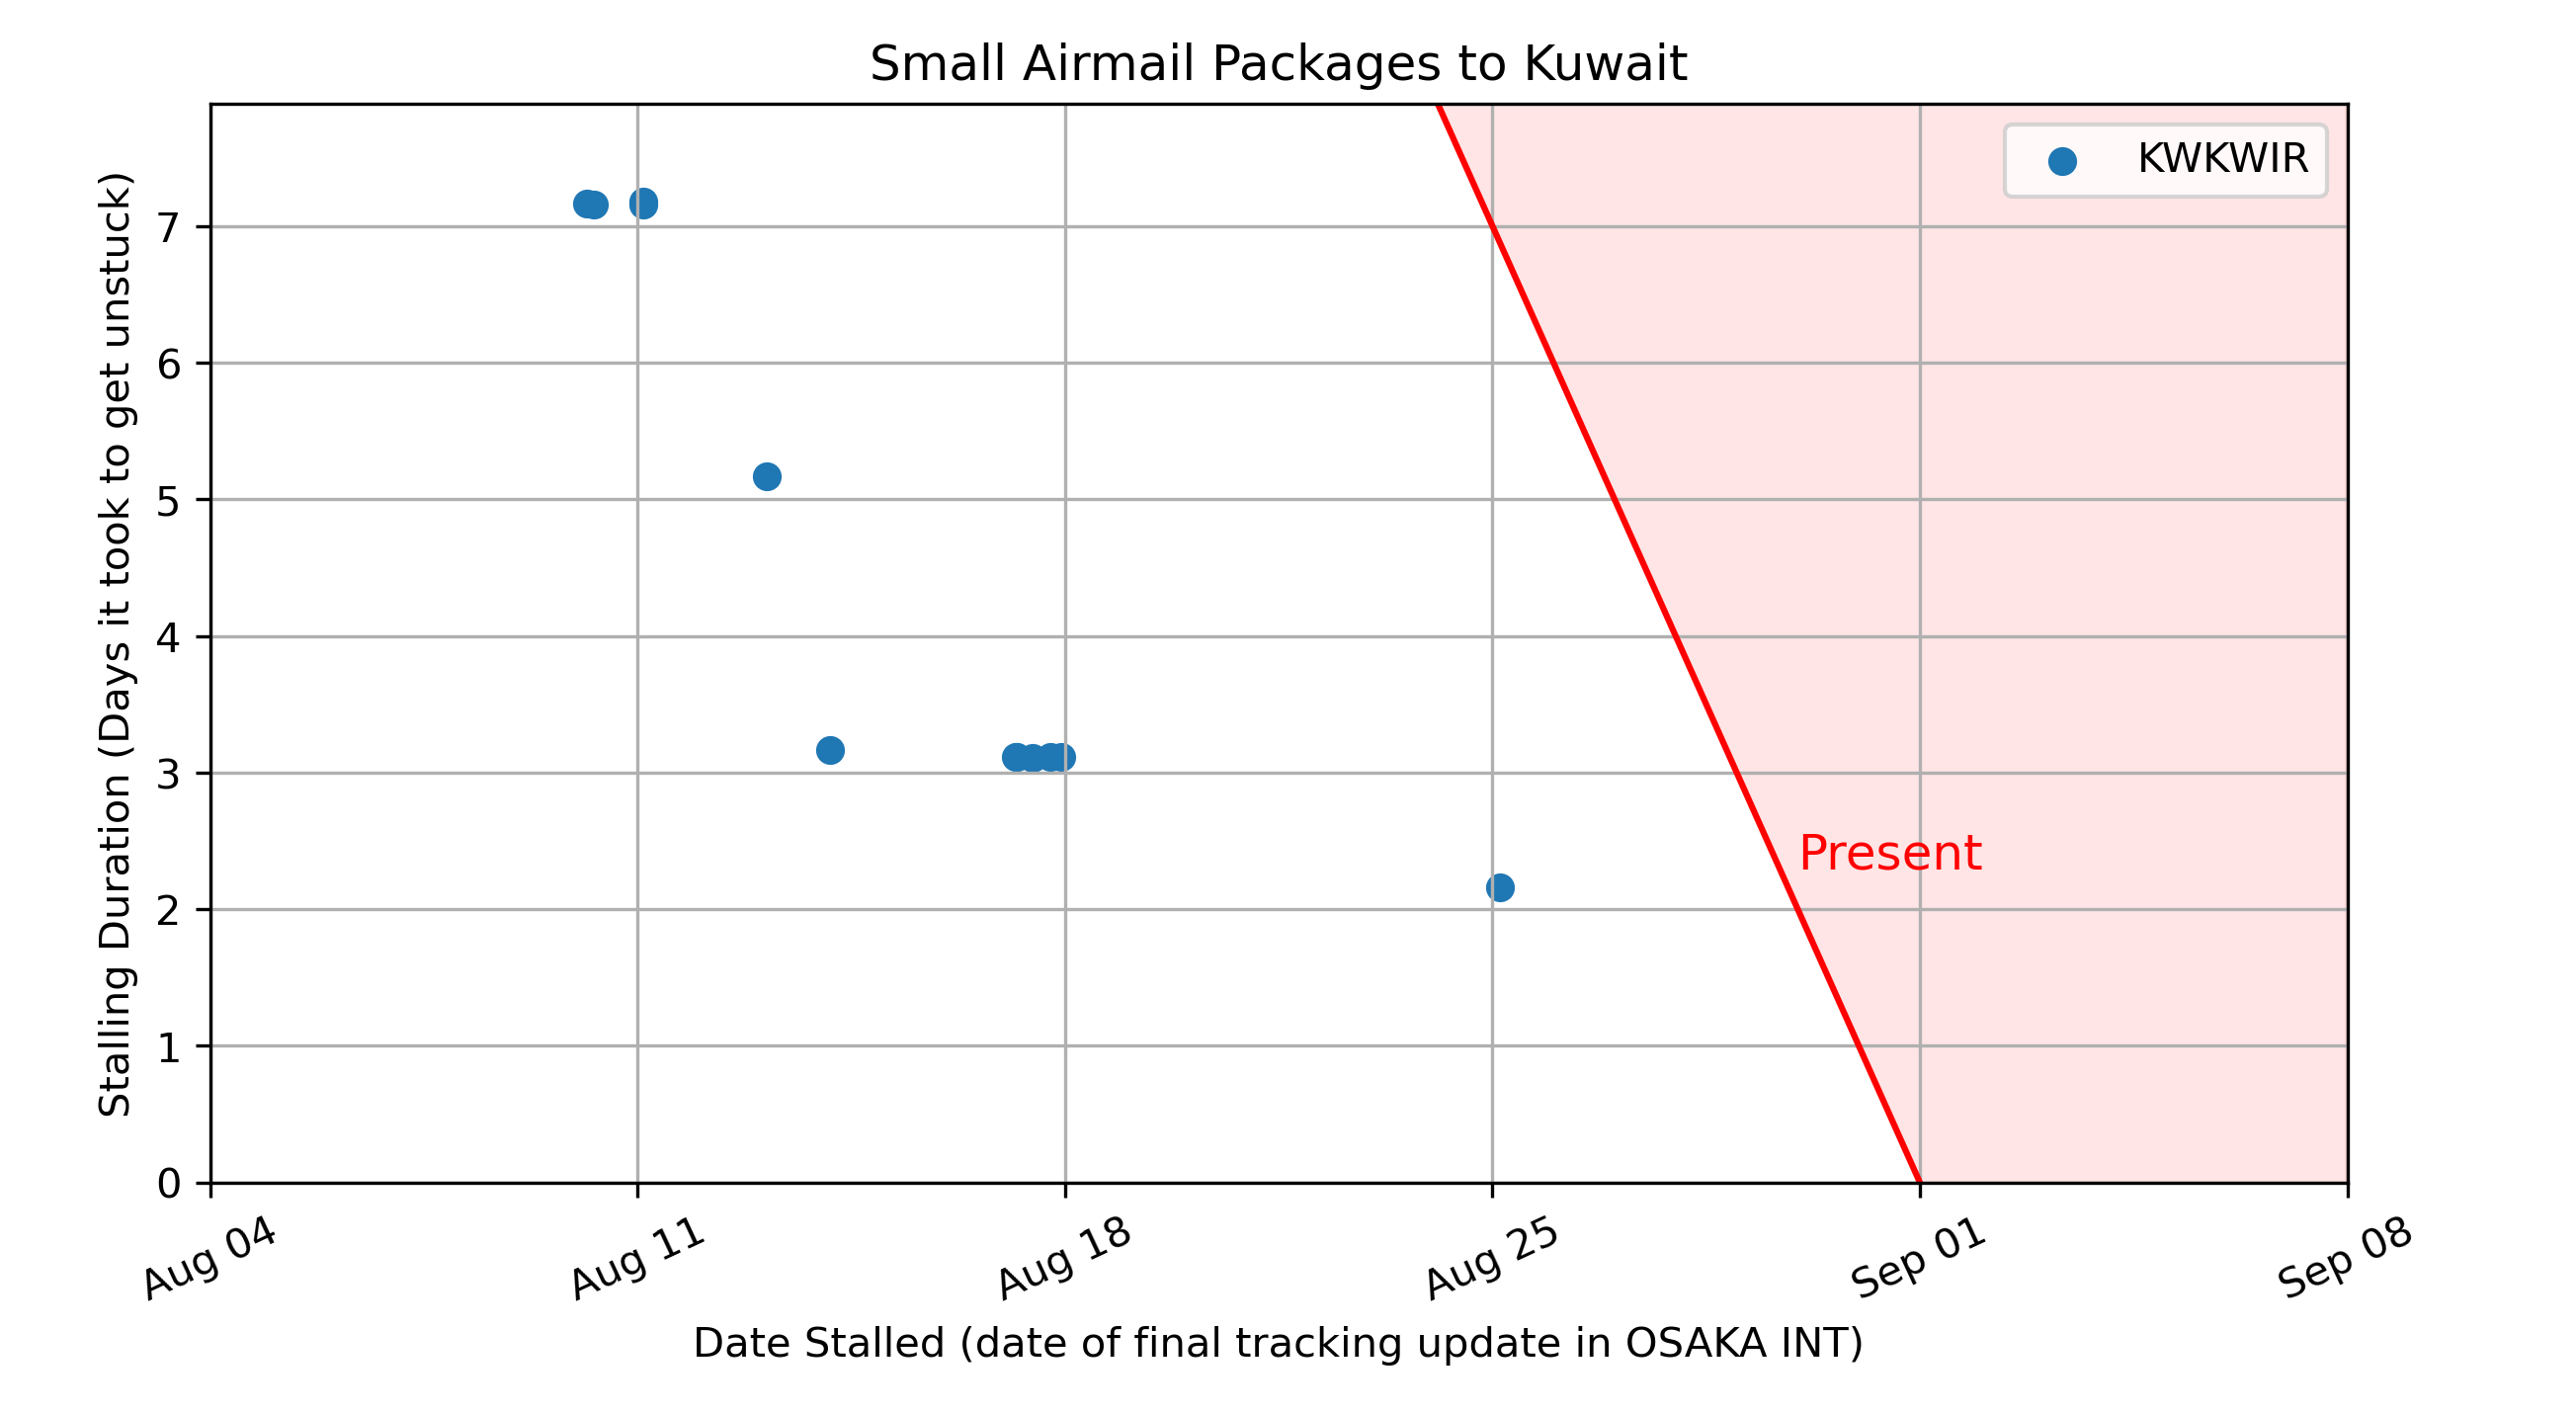 Small Airmail Packages to Kuwait
KWKWIR
Stalling Duration (Days it took to get unstuck)
7
6
5
4
3
2
1
0
Present
Aug 04
Aug 11
Aug 18
Aug 25
Sep 01
Sep 08
Date Stalled (date of final tracking update in OSAKA INT)